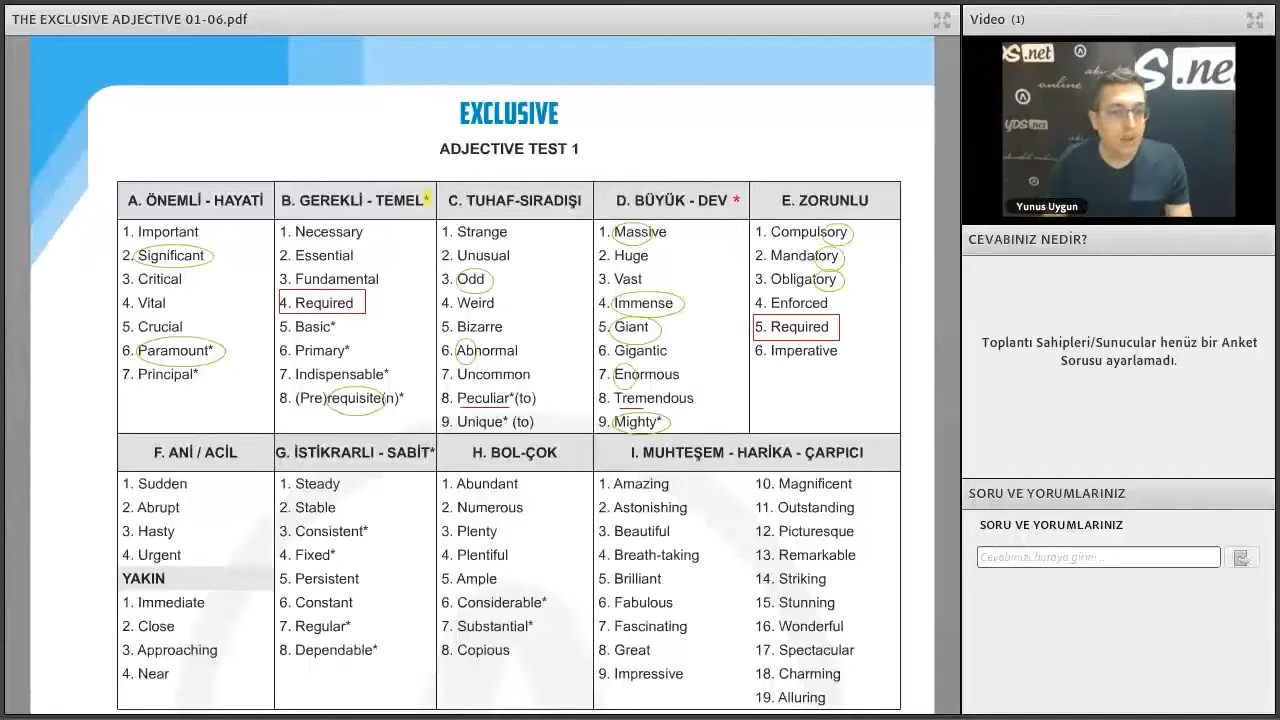 THE EXCLUSIVE ADJECTIVE 01-06.pdf
Video (1)
YDS.net
online
S.ne
YDS.net
Yunus Uygun
CEVABINIZ NEDİR?
Toplantı Sahipleri/Sunucular henüz bir Anket
Sorusu ayarlamadı.
SORU VE YORUMLARINIZ
SORU VE YORUMLARINIZ
Cevabınızı buraya girin...
EXCLUSIVE
ADJECTIVE TEST 1
A. ÖNEMLİ - HAYATİ
1. Important
2. Significant
3. Critical
4. Vital
5. Crucial
6. Paramount*
7. Principal*
B. GEREKLİ - TEMEL*
1. Necessary
2. Essential
3. Fundamental
4. Required
5. Basic*
6. Primary*
7. Indispensable*
8. (Pre)requisite(n)*
C. TUHAF-SIRADIŞI
1. Strange
2. Unusual
3. Odd
4. Weird
5. Bizarre
6. Abnormal
7. Uncommon
8. Peculiar*(to)
9. Unique* (to)
D. BÜYÜK - DEV *
1. Massive
2. Huge
3. Vast
4. Immense
5. Giant
6. Gigantic
7. Enormous
8. Tremendous
9. Mighty*
E. ZORUNLU
1. Compulsory
2. Mandatory
3. Obligatory
4. Enforced
5. Required
6. Imperative
F. ANİ / ACİL
1. Sudden
2. Abrupt
3. Hasty
4. Urgent
YAKIN
1. Immediate
2. Close
3. Approaching
4. Near
G. İSTİKRARLI - SABİT*
1. Steady
2. Stable
3. Consistent*
4. Fixed*
5. Persistent
6. Constant
7. Regular*
8. Dependable*
H. BOL-ÇOK
1. Abundant
2. Numerous
3. Plenty
4. Plentiful
5. Ample
6. Considerable*
7. Substantial*
8. Copious
I. MUHTEŞEM - HARİKA - ÇARPICI
1. Amazing
2. Astonishing
3. Beautiful
4. Breath-taking
5. Brilliant
6. Fabulous
7. Fascinating
8. Great
9. Impressive
10. Magnificent
11. Outstanding
12. Picturesque
13. Remarkable
14. Striking
15. Stunning
16. Wonderful
17. Spectacular
18. Charming
19. Alluring